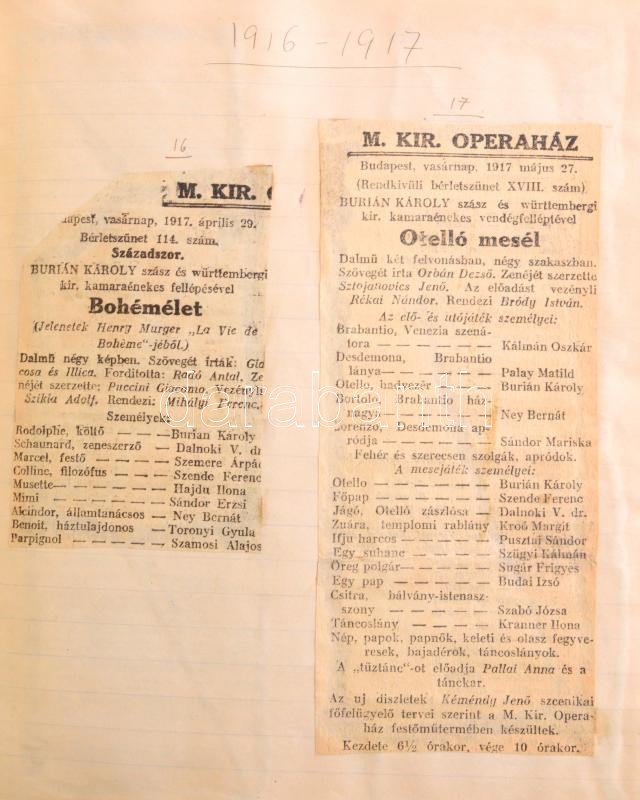 1916-1917
16
M. KIR.
vasárnap, 1917. április 29.
Bérletszünet 114. szám.
Századszor.
BURIÁN KÁROLY szász és württembergi
kir. kamaraénekes fellépésével
Bohémélet
(Jelenetek Henry Murger „La Vie de
Bohème"-jéből.)
Dalmű négy képben. Szövegét írták: Gia
cosa és Illica. Fordította: Radó Antal. Ze
néjét szerzette: Puccini Giacomo. Vezényli
Szikla Adolf. Rendezi: Mihályi Ferenc.
Személyek:
Rodolphe, költő — — — Burian Karoly
Schaunard, zeneszerző — Dalnoki V. dr
Marcel, festő — — — — Szemere Árpác
Colline, filozófus — — — Szende Ferenc
Musette — — — — — Hajdu Ilona
Mimi — — — — — Sándor Erzsi
Alcindor, államtanácsos — Ney Bernát
Benoit, háztulajdonos — Toronyi Gyula
Parpignol — — — — — Szamosi Alajos
17
M. KIR. OPERAHÁZ
Budapest, vasárnap, 1917 május 27.
(Rendkívüli bérletszünet XVIII. szám)
BURIÁN KÁROLY szász és württembergi
kir. kamaraénekes vendégfelléptével
Otelló mesél
Dalmű két felvonásban, négy szakaszban.
Szövegét irta Orbán Dezső. Zenéjét szerzette
Sztojanovics Jenő. Az előadást vezényli
Rékai Nándor. Rendezi Bródy István.
Az elő- és utójáték személyei:
Brabantio, Venezia szená-
tora — — — — — Kálmán Oszkár
Desdemona, Brabantio
lánya — — — — — Palay Matild
Otello, hadvezér — — — Burián Károly
Bortolo, Brabantio ház-
nagyn — — — — Ney Bernát
Lorenzo, Desdemona ap-
ródja — — — — — Sándor Mariska
Fehér és szerecsen szolgák, apródok.
A mesejáték személyei:
Otello — — — — — Burián Károly
Főpap — — — — — Szende Ferenc
Jágó, Otelló zászlósa — Dalnoki V. dr.
Zuára, templomi rablány Kroó Margit
Ifju harcos — — — — Pusztai Sándor
Egy suhanc — — — — Szügyi Kálmán
Öreg polgár — — — — Sugár Frigyes
Egy pap — — — — Budai Izsó
Csitra, bálvány-istenasz-
szony — — — — — Szabó Józsa
Táncoslány — — — — Kranner Ilona
Nép, papok, papnők, keleti és olasz fegyve-
resek, bajadérok, táncoslányok.
A „tüztánc"-ot előadja Pallai Anna és a
tánckar.
Az uj diszletek Kéméndy Jenő szcenikai
főfelügyelő tervei szerint a M. Kir. Opera-
ház festőműtermében készültek.
Kezdete 6½ órakor, vége 10 órakor.